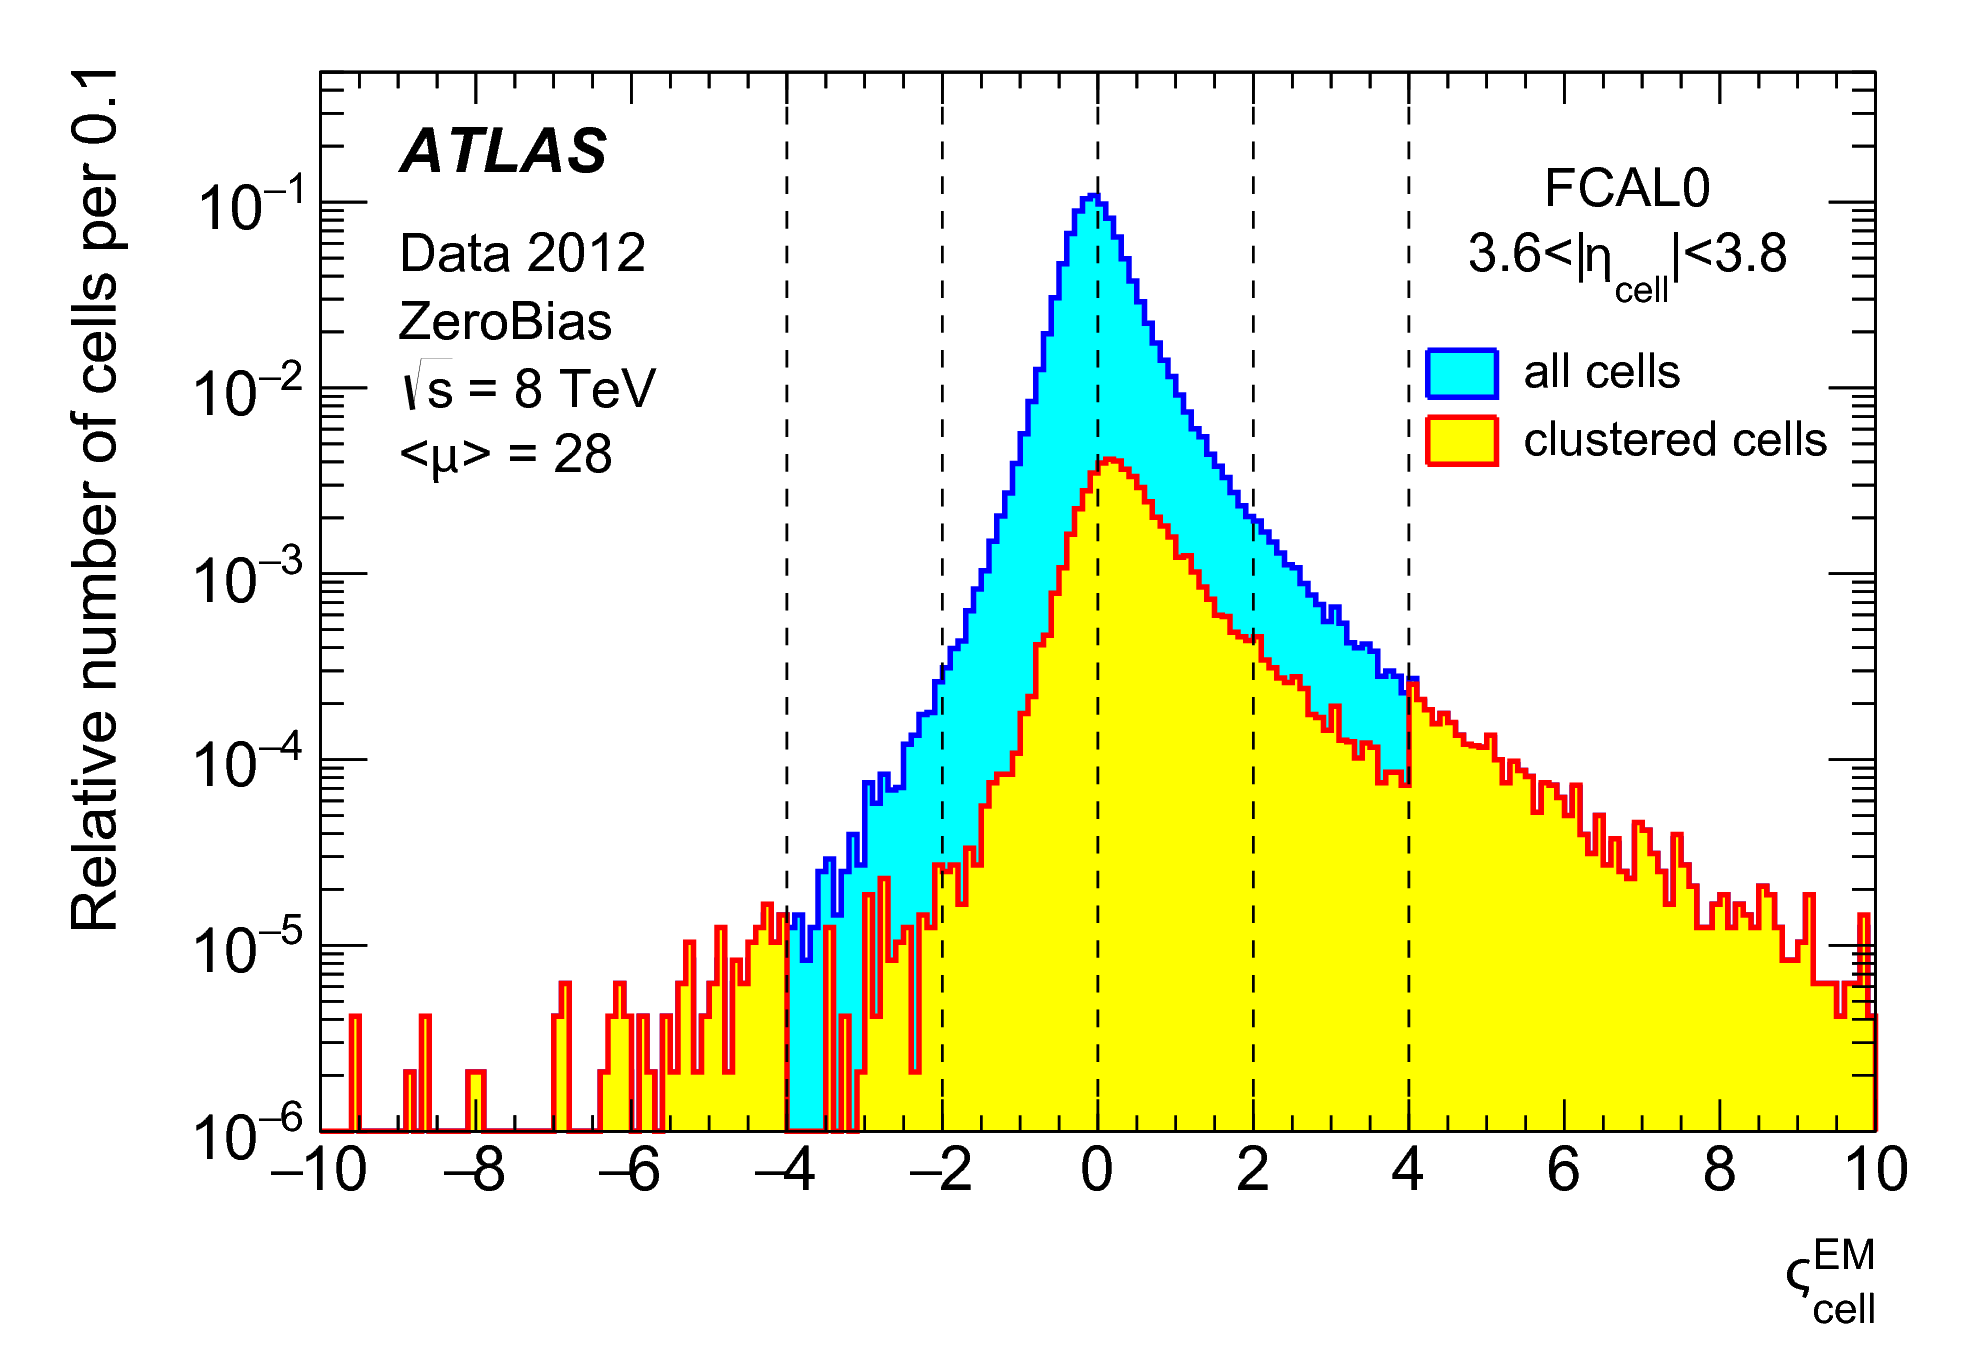 Relative number of cells per 0.1
ATLAS
Data 2012
ZeroBias
√s = 8 TeV
<μ> = 28
FCAL0
3.6<|η_cell|<3.8
all cells
clustered cells
10⁻¹
10⁻²
10⁻³
10⁻⁴
10⁻⁵
10⁻⁶
−10 −8 −6 −4 −2 0 2 4 6 8 10
ς^EM_cell